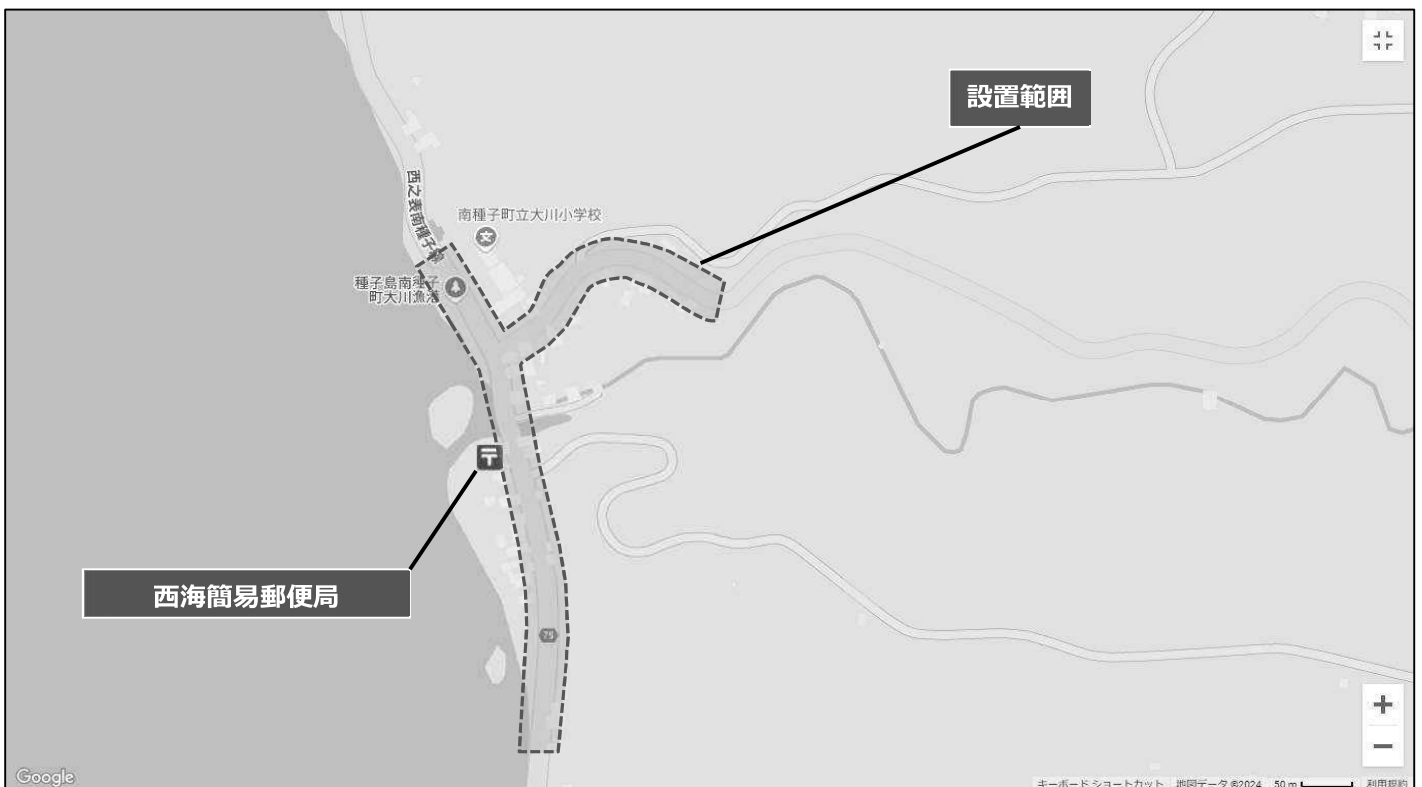 設置範囲
西之表南種子線
南種子町立大川小学校
種子島南種子
町大川漁港
西海簡易郵便局
75
Google
キーボード ショートカット 地図データ ©2024 50 m 利用規約